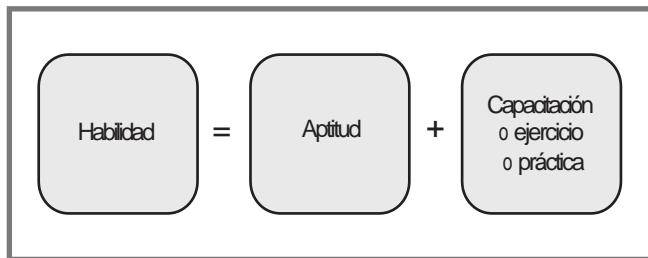 Habilidad
=
Aptitud
+
Capacitación
o ejercicio
o práctica